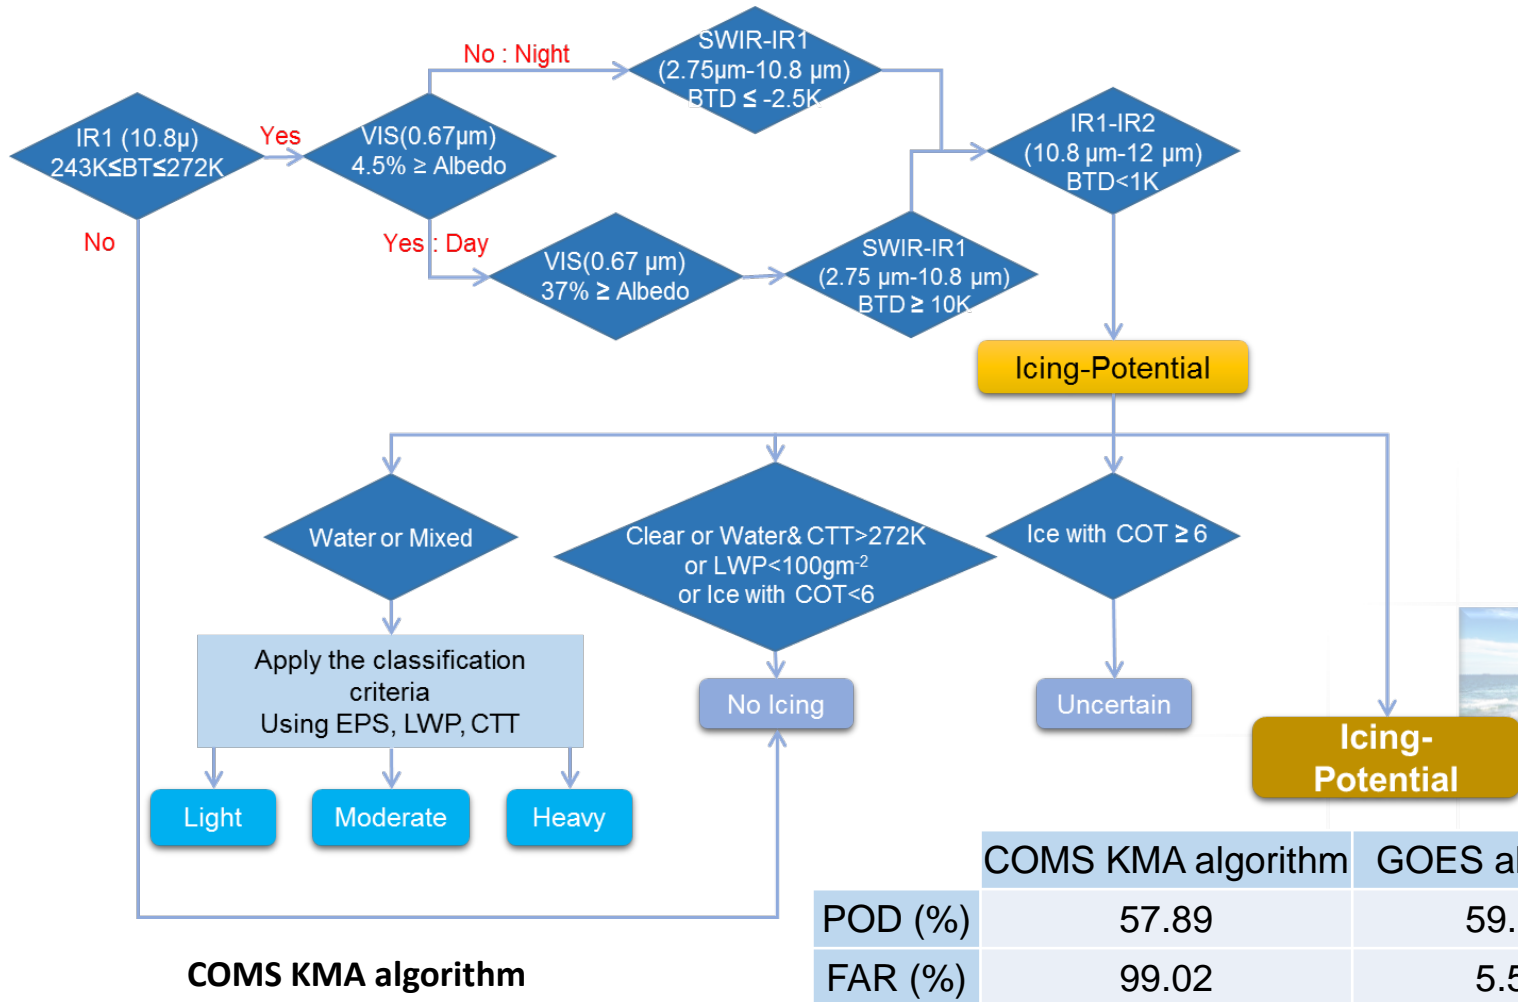 No : Night
SWIR-IR1
(2.75μm-10.8 μm)
BTD ≤ -2.5K
IR1 (10.8μ)
243K≤BT≤272K
Yes
VIS(0.67μm)
4.5% ≥ Albedo
IR1-IR2
(10.8 μm-12 μm)
BTD<1K
No
Yes : Day
VIS(0.67 μm)
37% ≥ Albedo
SWIR-IR1
(2.75 μm-10.8 μm)
BTD ≥ 10K
Icing-Potential
Water or Mixed
Clear or Water& CTT>272K
or LWP<100gm-2
or Ice with COT<6
Ice with COT ≥ 6
Apply the classification
criteria
Using EPS, LWP, CTT
No Icing
Uncertain
Icing-
Potential
Light
Moderate
Heavy
COMS KMA algorithm GOES
POD (%) 57.89 59.
FAR (%) 99.02 5.5
COMS KMA algorithm